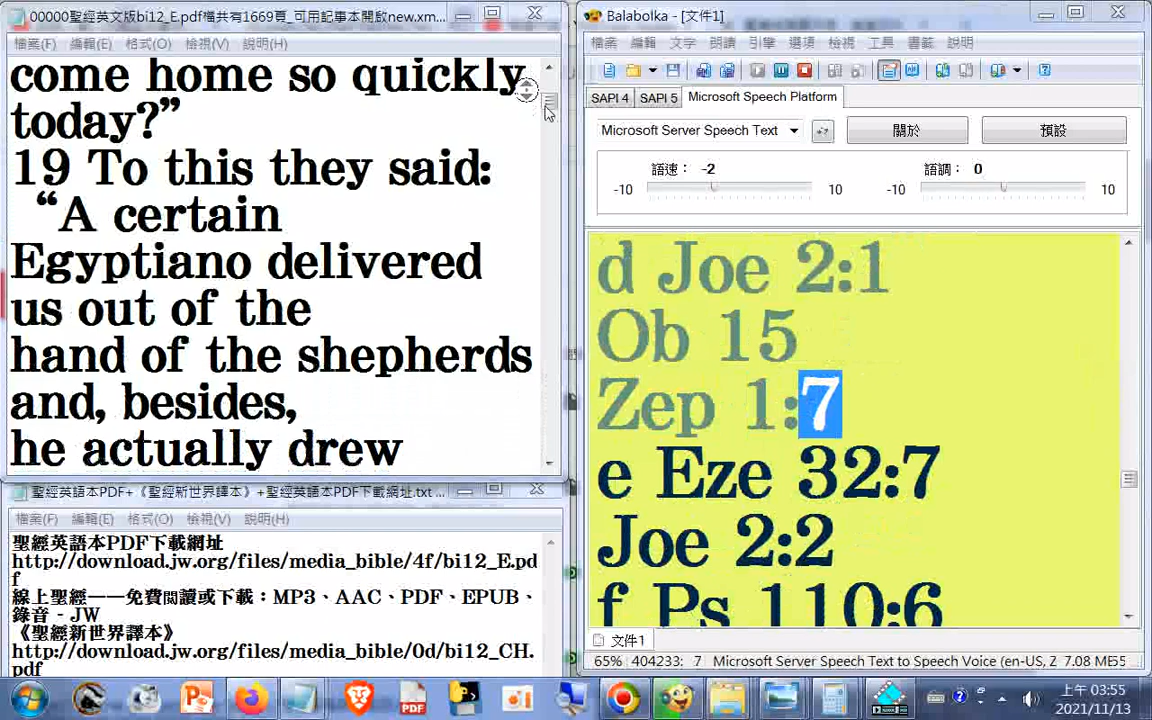 00000聖經英文版bi12_E.pdf檔共有1669頁_可用記事本開啟new.xm...
檔案(F) 編輯(E) 格式(O) 檢視(V) 說明(H)
come home so quickly
today?”
19 To this they said:
“A certain
Egyptiano delivered
us out of the
hand of the shepherds
and, besides,
he actually drew
聖經英語本PDF+《聖經新世界譯本》+聖經英語本PDF下載網址.txt ...
檔案(F) 編輯(E) 格式(O) 檢視(V) 說明(H)
聖經英語本PDF下載網址
http://download.jw.org/files/media_bible/4f/bi12_E.pd
f
線上聖經——免費閱讀或下載：MP3、AAC、PDF、EPUB、
錄音 - JW
《聖經新世界譯本》
http://download.jw.org/files/media_bible/0d/bi12_CH.
pdf
Balabolka - [文件1]
檔案 編輯 文字 朗讀 引擎 選項 檢視 工具 書籤 說明
SAPI 4 SAPI 5 Microsoft Speech Platform
Microsoft Server Speech Text 關於 預設
語速： -2 語調： 0
-10 10 -10 10
d Joe 2:1
Ob 15
Zep 1:7
e Eze 32:7
Joe 2:2
f Ps 110:6
文件1
65% 404233: 7 Microsoft Server Speech Text to Speech Voice (en-US, Z 7.08 ME
PDF
上午 03:55
2021/11/13